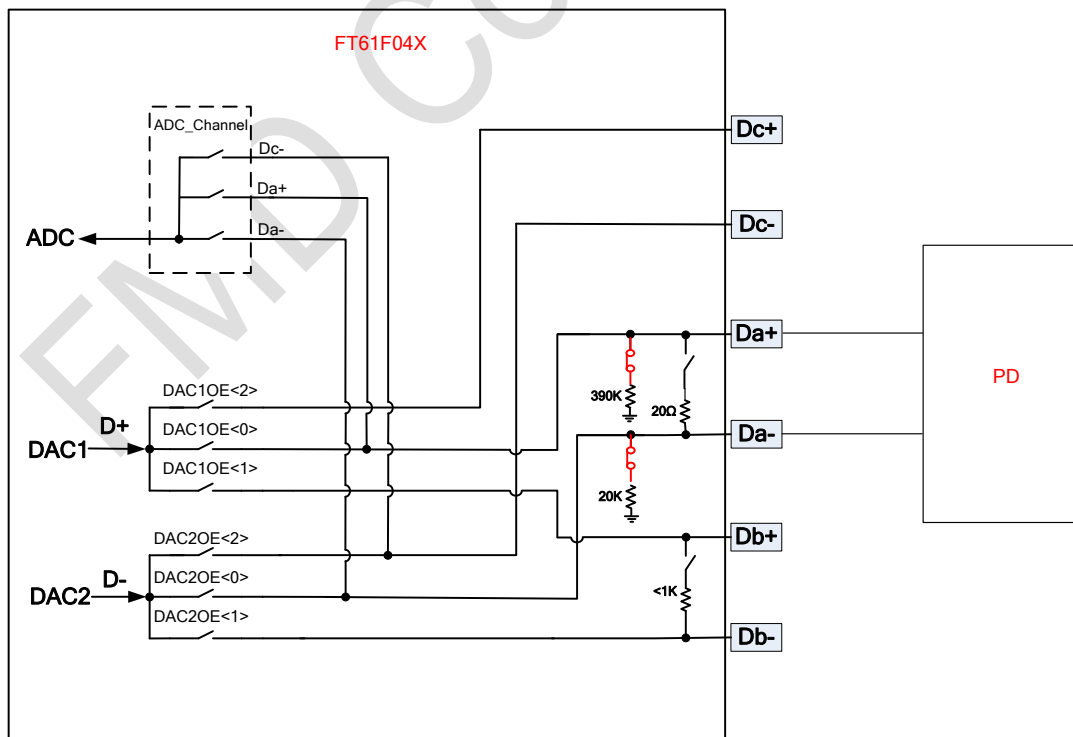 FT61F04X
FMD CO
ADC_Channel
Dc-
Da+
Da-
ADC
Dc+
Dc-
Da+
390K
20Ω
Da-
20K
PD
DAC1OE<2>
D+
DAC1OE<0>
DAC1
DAC1OE<1>
Db+
DAC2OE<2>
D-
DAC2OE<0>
DAC2
<1K
DAC2OE<1>
Db-